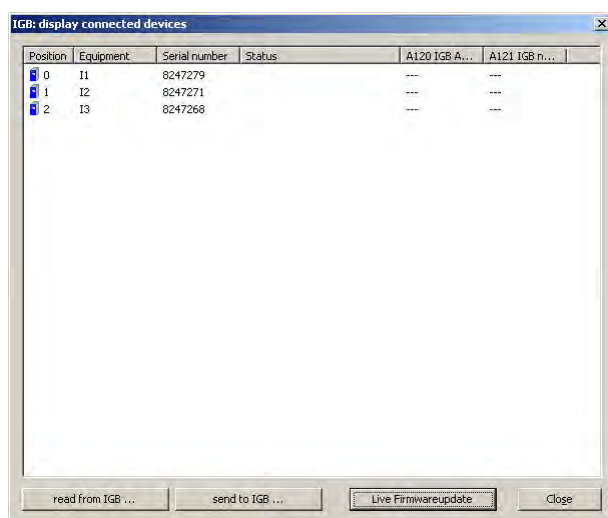 IGB: display connected devices
Position Equipment Serial number Status A120 IGB A... A121 IGB n...
0 I1 8247279 --- ---
1 I2 8247271 --- ---
2 I3 8247268 --- ---
read from IGB ... send to IGB ... Live Firmwareupdate Close